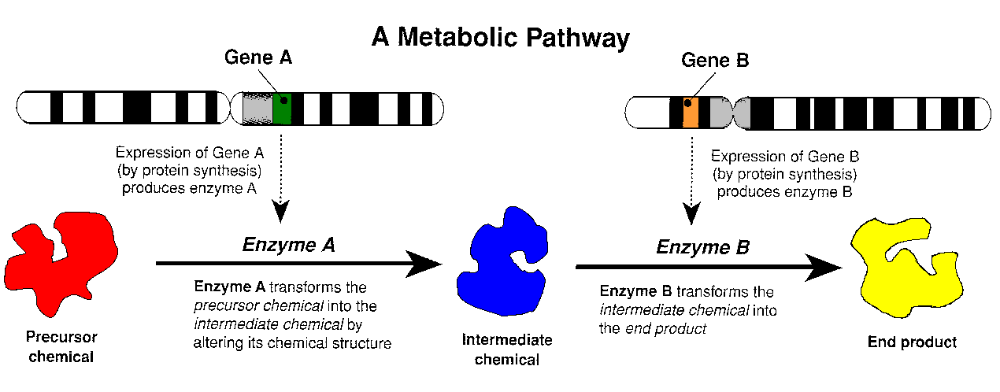 A Metabolic Pathway
Gene A
Gene B
Expression of Gene A
(by protein synthesis)
produces enzyme A
Expression of Gene B
(by protein synthesis)
produces enzyme B
Enzyme A
Enzyme B
Enzyme A transforms the
precursor chemical into the
intermediate chemical by
altering its chemical structure
Enzyme B transforms the
intermediate chemical into
the end product
Precursor
chemical
Intermediate
chemical
End product